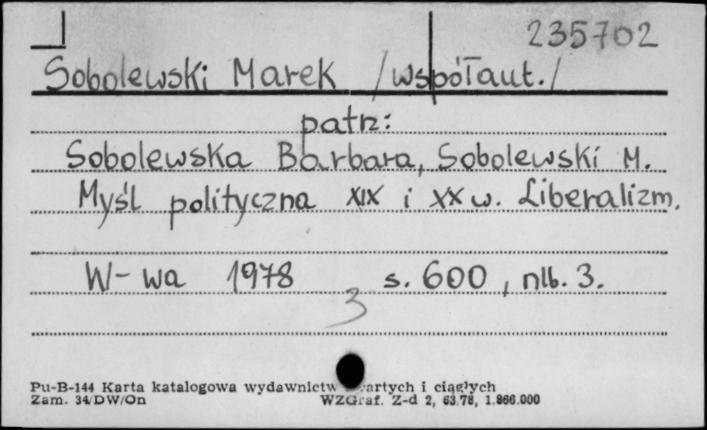 235702
Sobolewski Marek /współaut./
patrz:
Sobolewska Barbara, Sobolewski M.
Myśl polityczna XIX i XX w. Liberalizm.
W-wa 1978 s. 600, nlb. 3.
3
Pu-B-144 Karta katalogowa wydawnictw zwartych i ciągłych
Zam. 34/DW/On WZGraf. Z-d 2, 63.78, 1.866.000